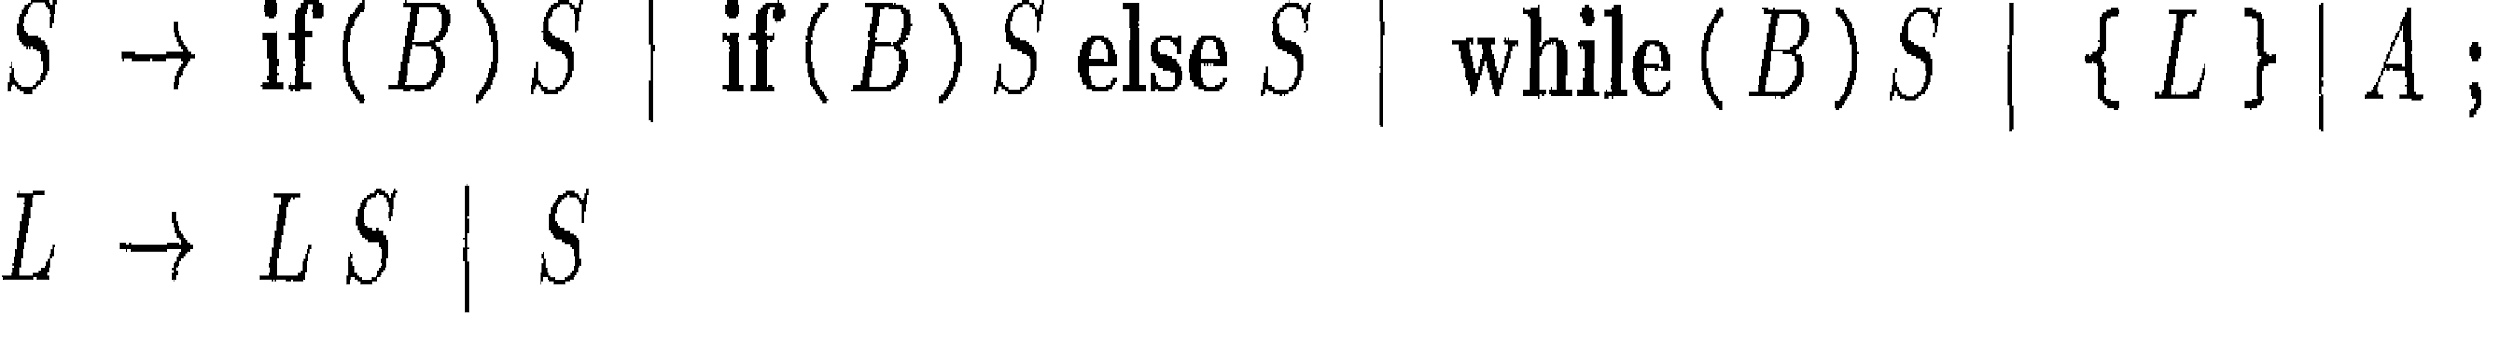 S → if ( B ) S | if ( B ) S else S | while ( B ) S | { L } | A ;
L → L S | S